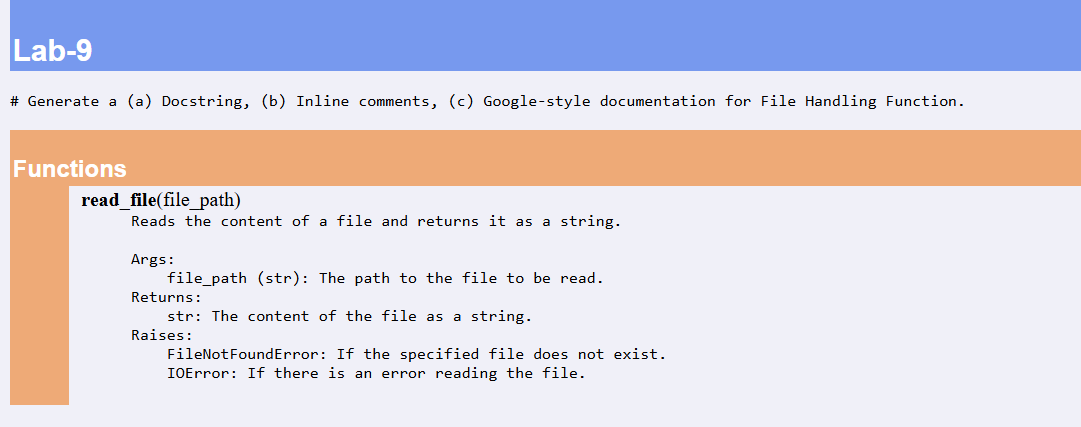 Lab-9
# Generate a (a) Docstring, (b) Inline comments, (c) Google-style documentation for File Handling Function.
Functions
read_file(file_path)
Reads the content of a file and returns it as a string.
Args:
file_path (str): The path to the file to be read.
Returns:
str: The content of the file as a string.
Raises:
FileNotFoundError: If the specified file does not exist.
IOError: If there is an error reading the file.